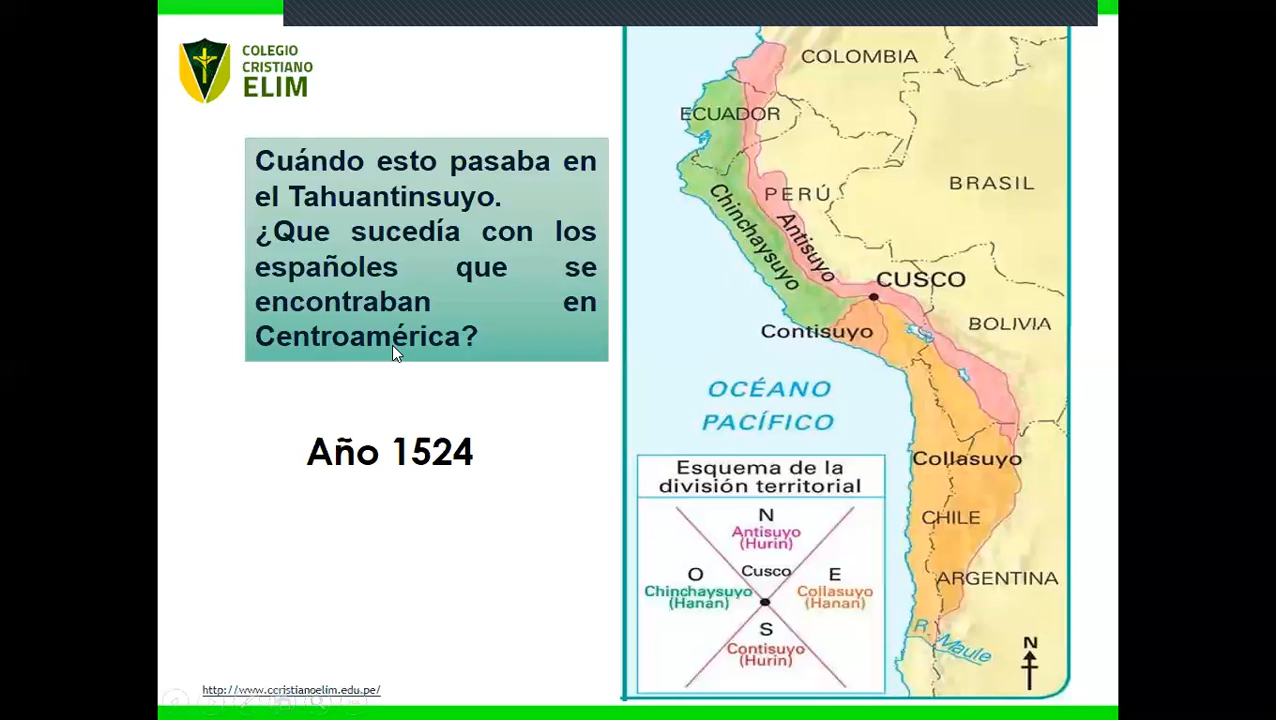 COLEGIO
CRISTIANO
ELIM
Cuándo esto pasaba en
el Tahuantinsuyo.
¿Que sucedía con los
españoles que se
encontraban en
Centroamérica?
Año 1524
http://www.ccristianoelim.edu.pe/
COLOMBIA
ECUADOR
PERÚ
BRASIL
Chinchaysuyo
Antisuyo
CUSCO
Contisuyo
BOLIVIA
OCÉANO
PACÍFICO
Collasuyo
CHILE
ARGENTINA
R. Maule
N
Esquema de la
división territorial
N
Antisuyo
(Hurin)
Cusco
O
Chinchaysuyo
(Hanan)
E
Collasuyo
(Hanan)
S
Contisuyo
(Hurin)